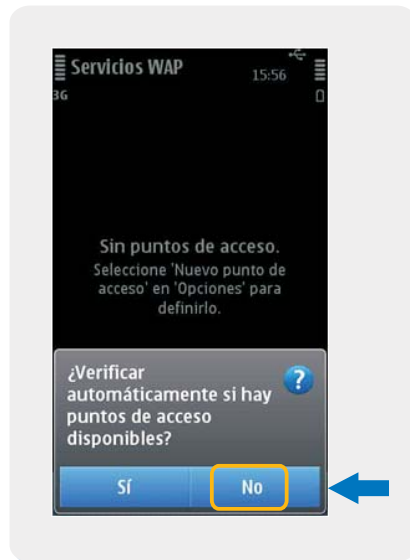 Servicios WAP
15:56
3G
Sin puntos de acceso.
Seleccione 'Nuevo punto de
acceso' en 'Opciones' para
definirlo.
¿Verificar
automáticamente si hay
puntos de acceso
disponibles?
?
Sí No